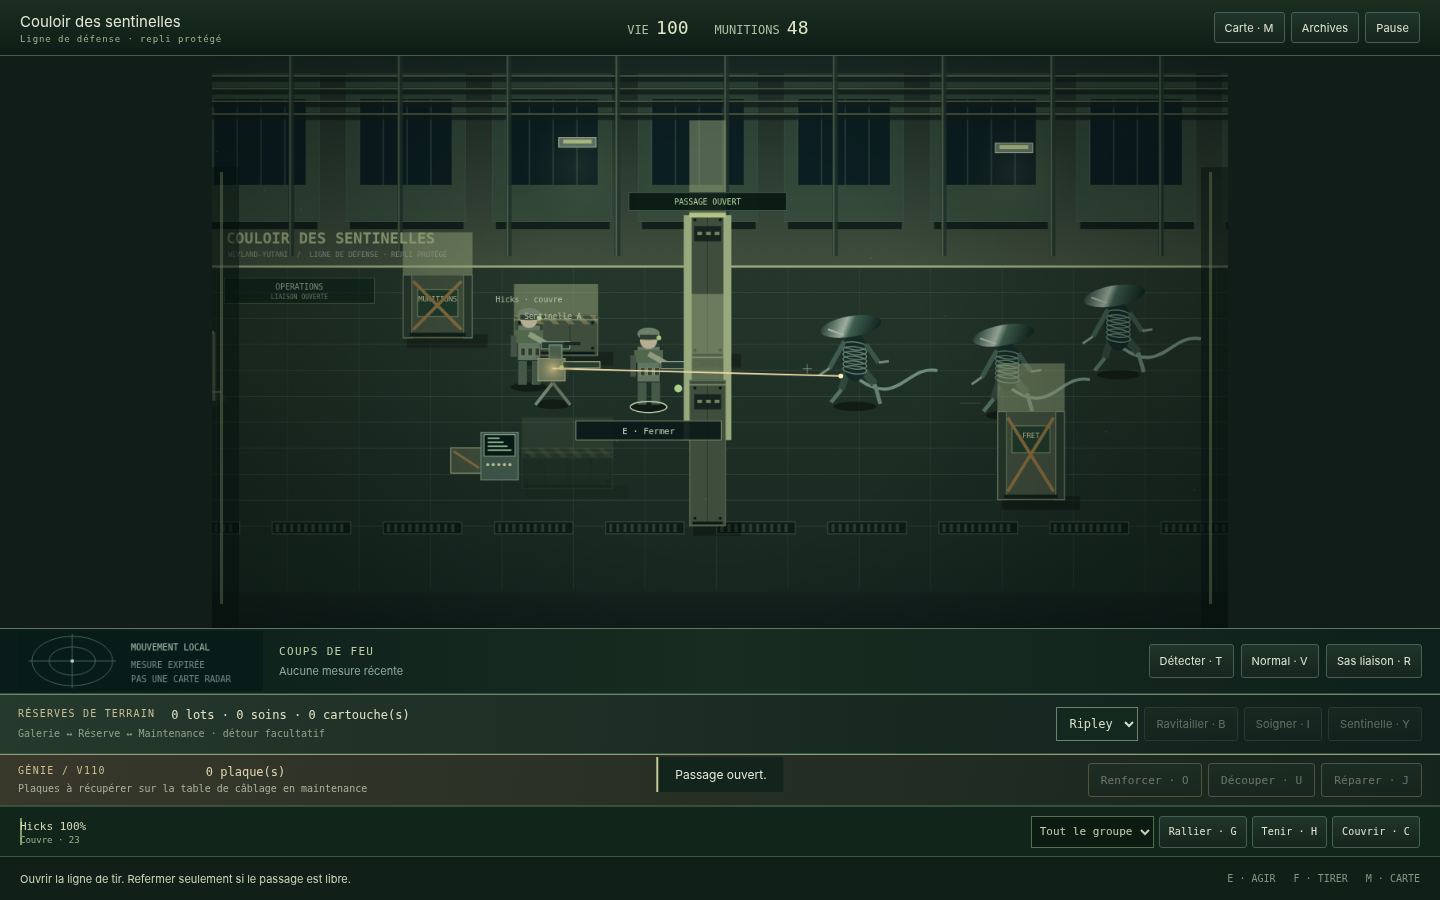 Couloir des sentinelles
Ligne de défense · repli protégé
VIE 100 MUNITIONS 48
Carte · M
Archives
Pause
PASSAGE OUVERT
COULOIR DES SENTINELLES
WEYLAND-YUTANI / LIGNE DE DÉFENSE · REPLI PROTÉGÉ
OPERATIONS
LIAISON OUVERTE
MUNITIONS
Hicks · couvre
Sentinelle A
E · Fermer
FRET
MOUVEMENT LOCAL
MESURE EXPIRÉE
PAS UNE CARTE RADAR
COUPS DE FEU
Aucune mesure récente
Détecter · T
Normal · V
Sas liaison · R
RÉSERVES DE TERRAIN 0 lots · 0 soins · 0 cartouche(s)
Galerie ↔ Réserve ↔ Maintenance · détour facultatif
Ripley
Ravitailler · B
Soigner · I
Sentinelle · Y
GÉNIE / V110 0 plaque(s)
Plaques à récupérer sur la table de câblage en maintenance
Passage ouvert.
Renforcer · O
Découper · U
Réparer · J
Hicks 100%
Couvre · 23
Tout le groupe
Rallier · G
Tenir · H
Couvrir · C
Ouvrir la ligne de tir. Refermer seulement si le passage est libre.
E · AGIR F · TIRER M · CARTE